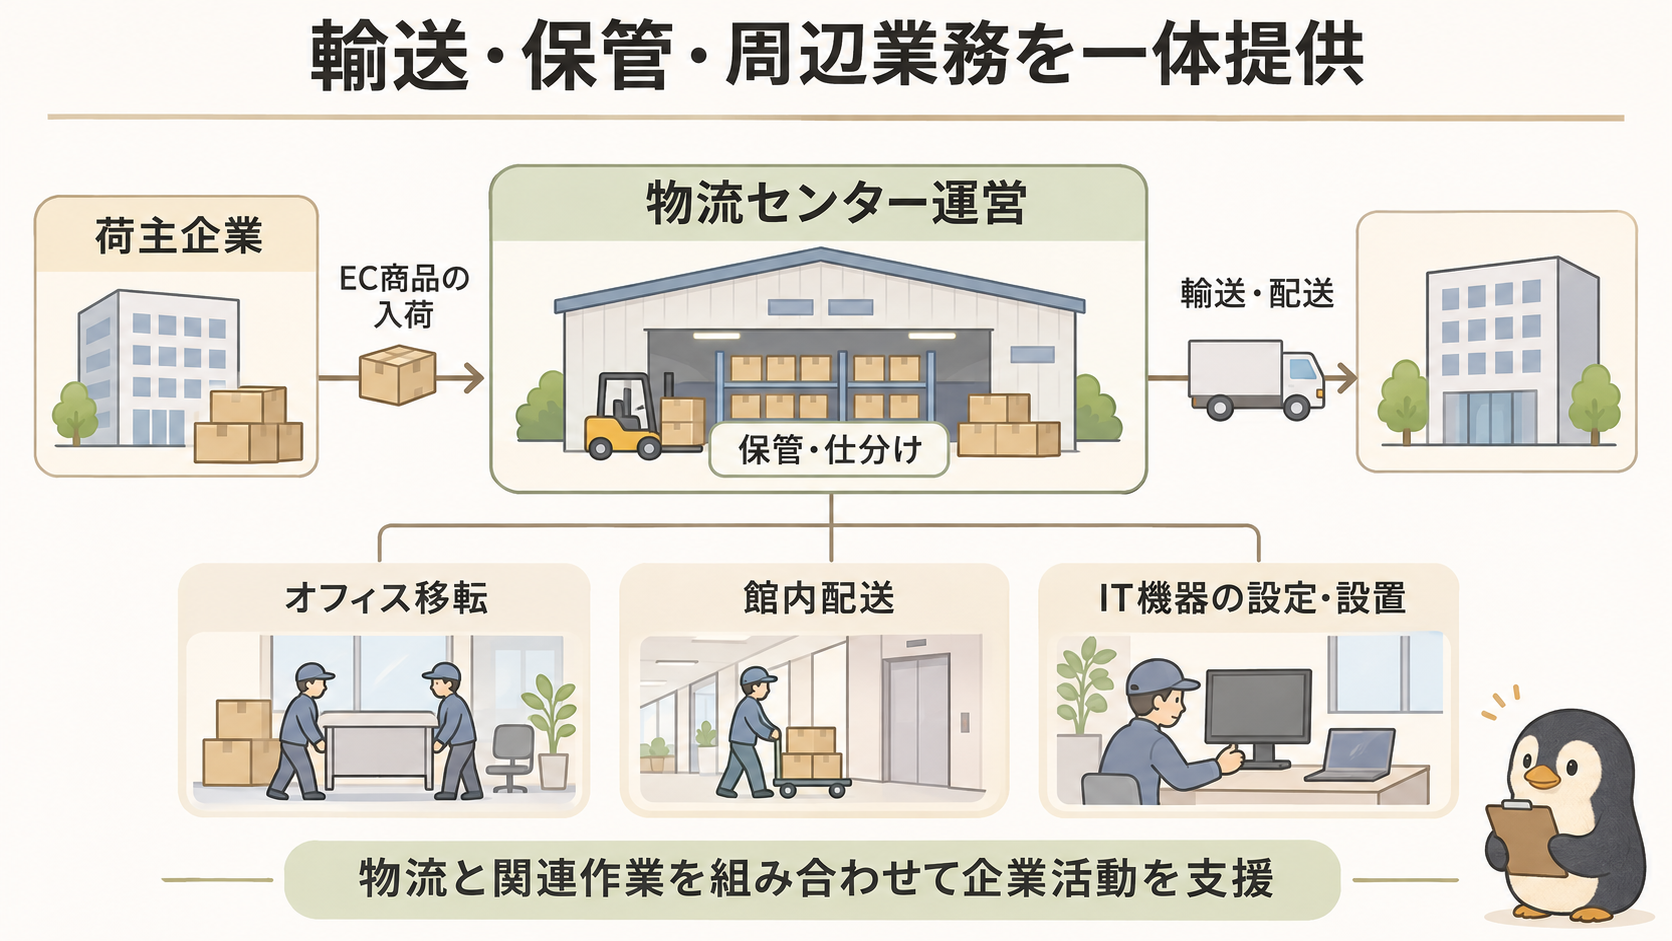 輸送・保管・周辺業務を一体提供
荷主企業
EC商品の
入荷
物流センター運営
保管・仕分け
輸送・配送
オフィス移転
館内配送
IT機器の設定・設置
物流と関連作業を組み合わせて企業活動を支援